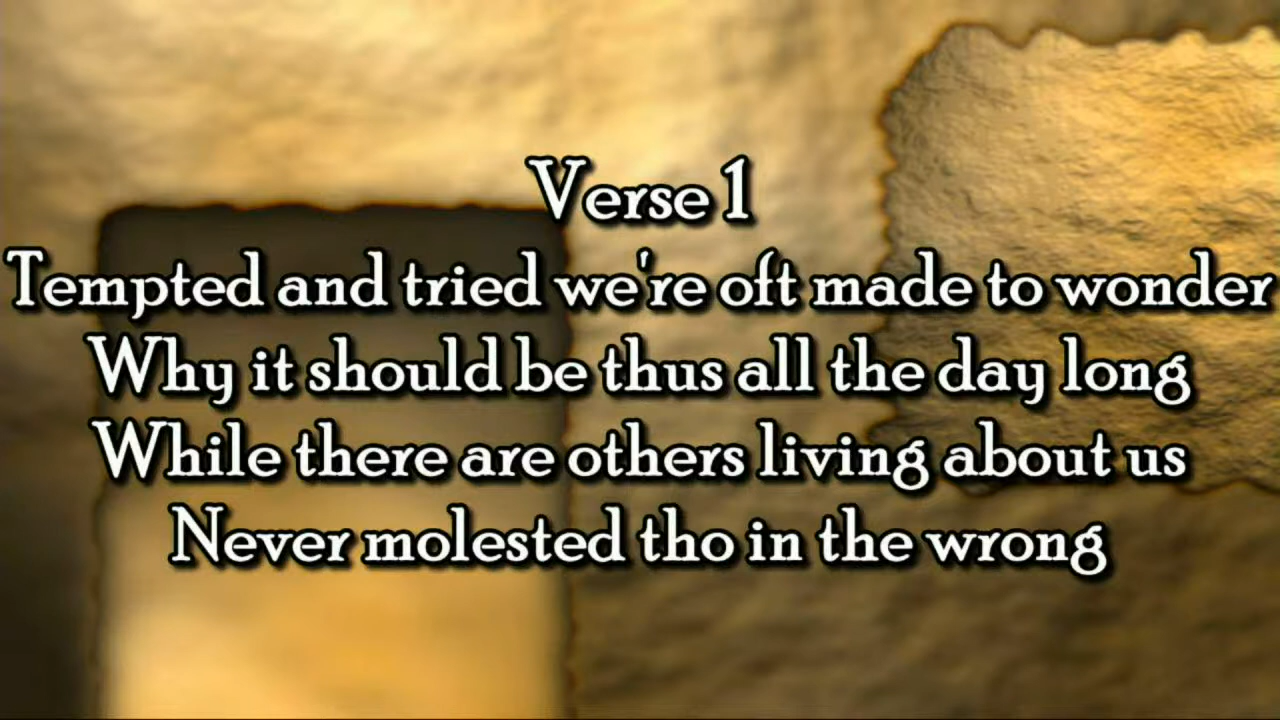 Verse 1
Tempted and tried we're oft made to wonder
Why it should be thus all the day long
While there are others living about us
Never molested tho in the wrong